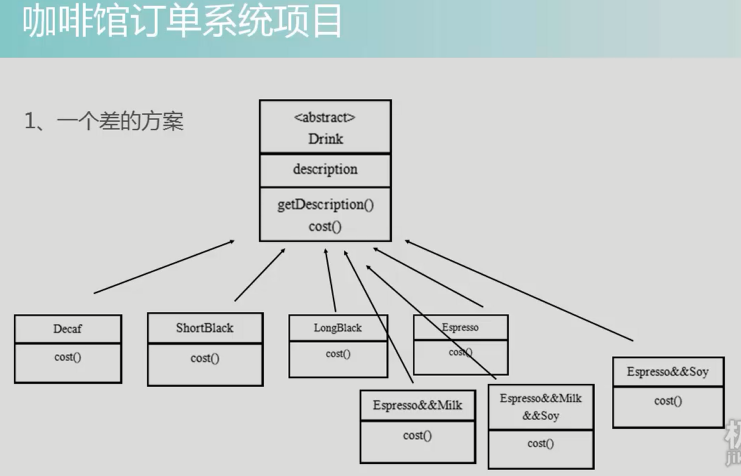 咖啡馆订单系统项目
1、一个差的方案
<abstract>
Drink
description
getDescription()
cost()
Decaf
cost()
ShortBlack
cost()
LongBlack
cost()
Espresso
cost()
Espresso&&Milk
cost()
Espresso&&Milk
&&Soy
cost()
Espresso&&Soy
cost()